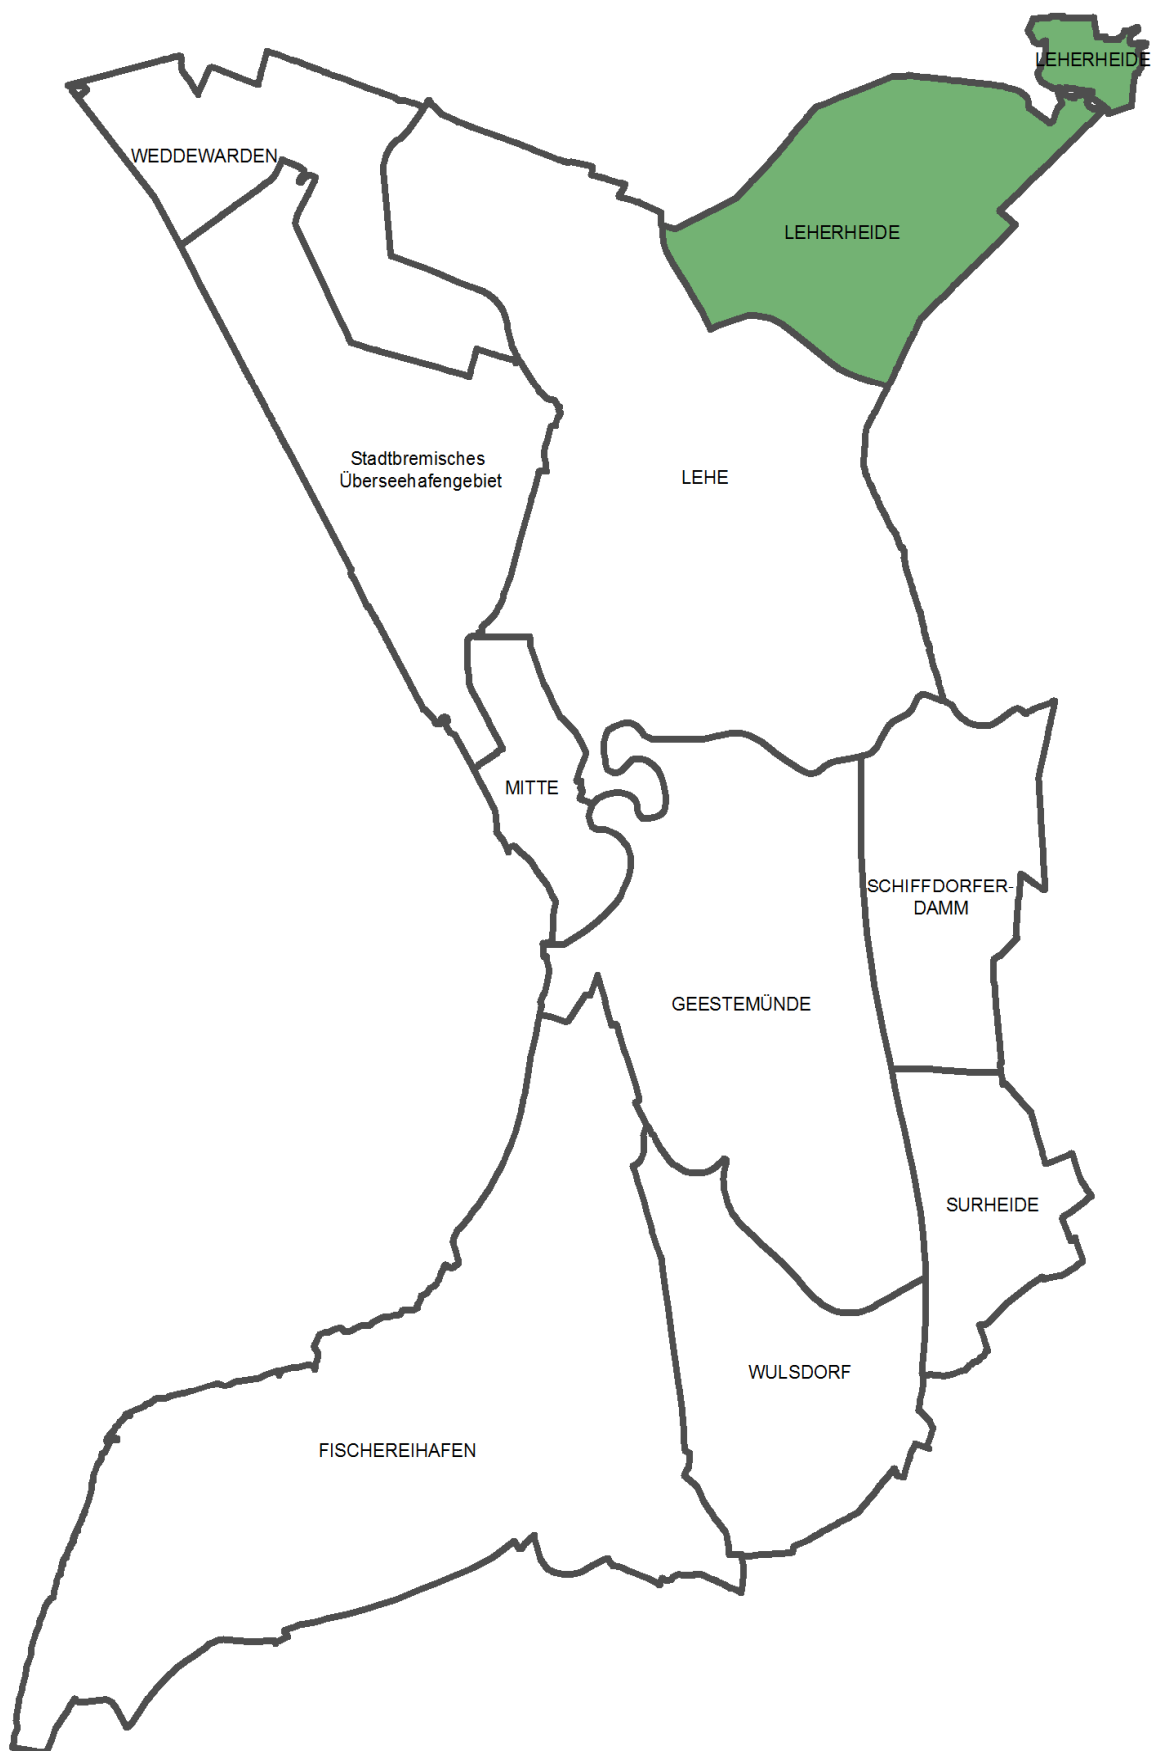 LEHERHEIDE
WEDDEWARDEN
LEHERHEIDE
Stadtbremisches
Überseehafengebiet
LEHE
MITTE
SCHIFFDORFER-
DAMM
GEESTEMÜNDE
SURHEIDE
WULSDORF
FISCHEREIHAFEN